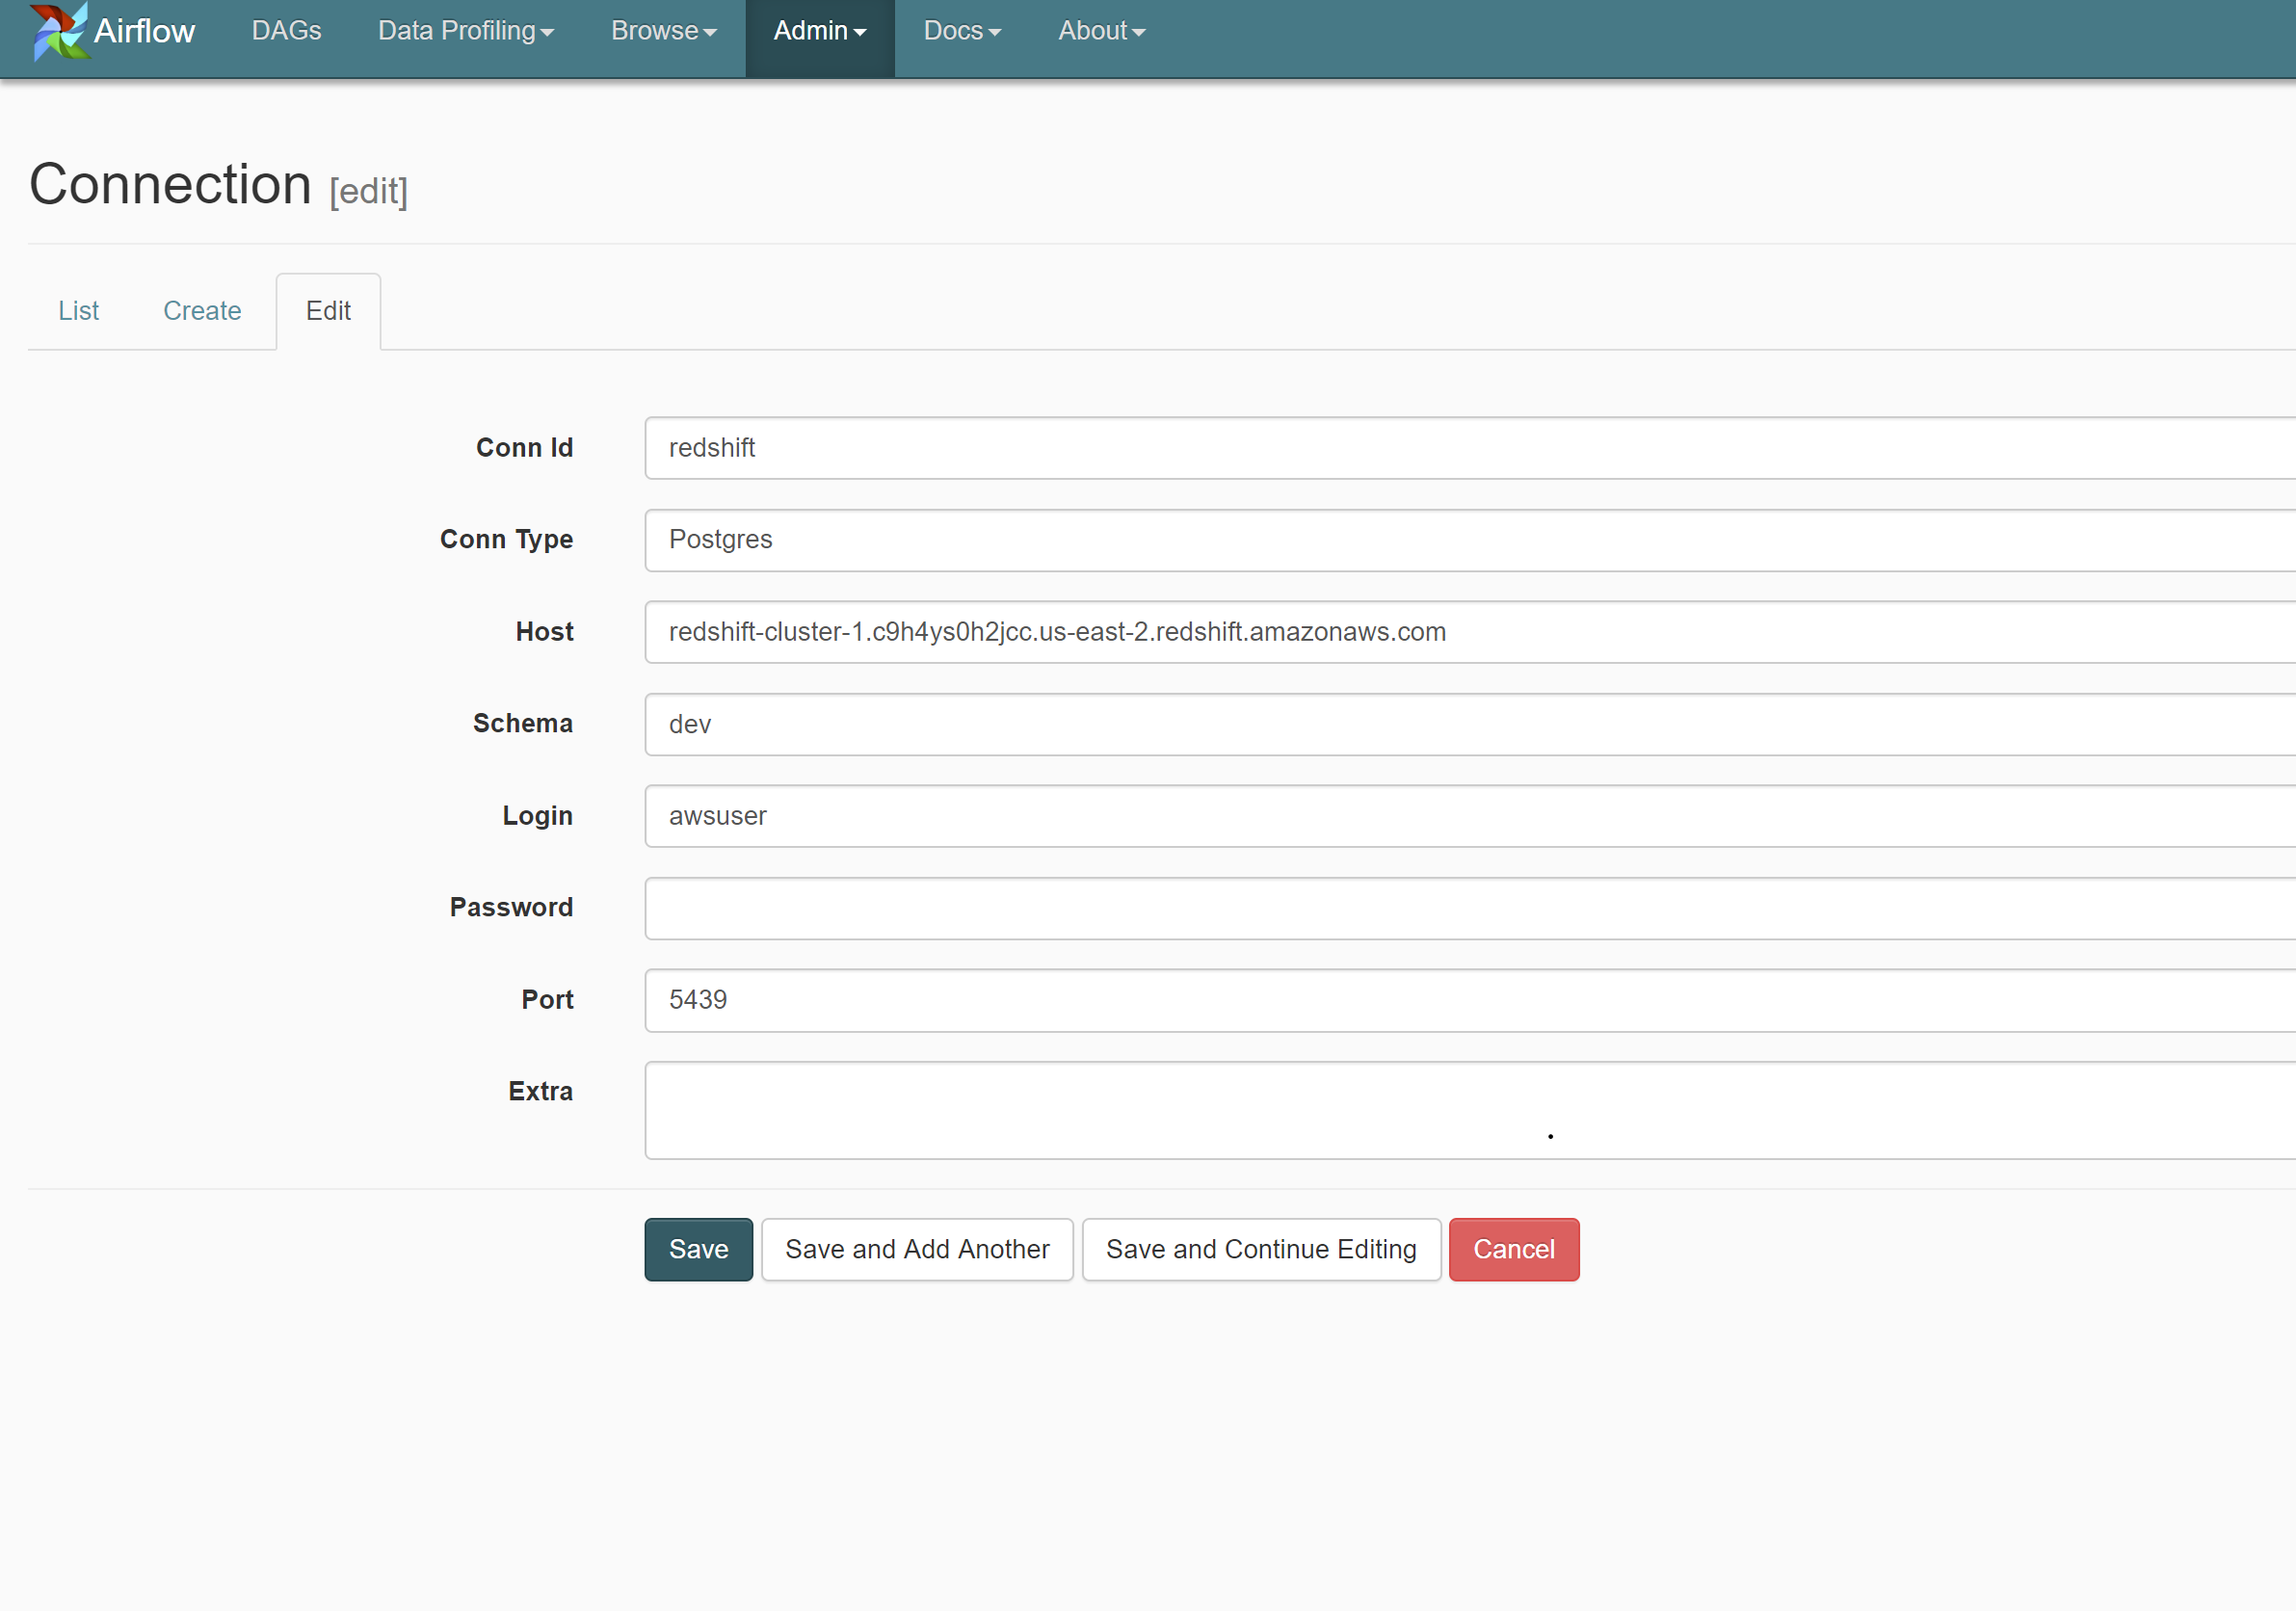 Airflow DAGs Data Profiling Browse Admin Docs About
Connection [edit]
List Create Edit
Conn Id redshift
Conn Type Postgres
Host redshift-cluster-1.c9h4ys0h2jcc.us-east-2.redshift.amazonaws.com
Schema dev
Login awsuser
Password
Port 5439
Extra
Save Save and Add Another Save and Continue Editing Cancel